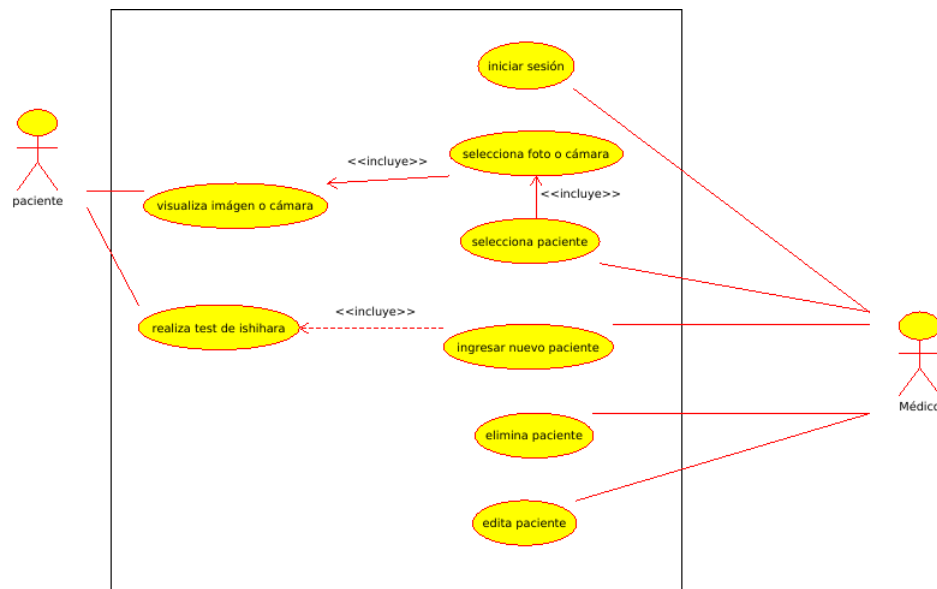 iniciar sesión
selecciona foto o cámara
<<incluye>>
paciente
visualiza imágen o cámara
<<incluye>>
selecciona paciente
<<incluye>>
realiza test de ishihara
ingresar nuevo paciente
Médico
elimina paciente
edita paciente